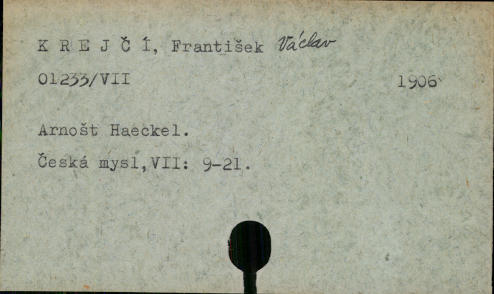 K R E J Č Í, František Václav
01233/VII 1906
Arnošt Haeckel.
Česká mysl,VII: 9-21.